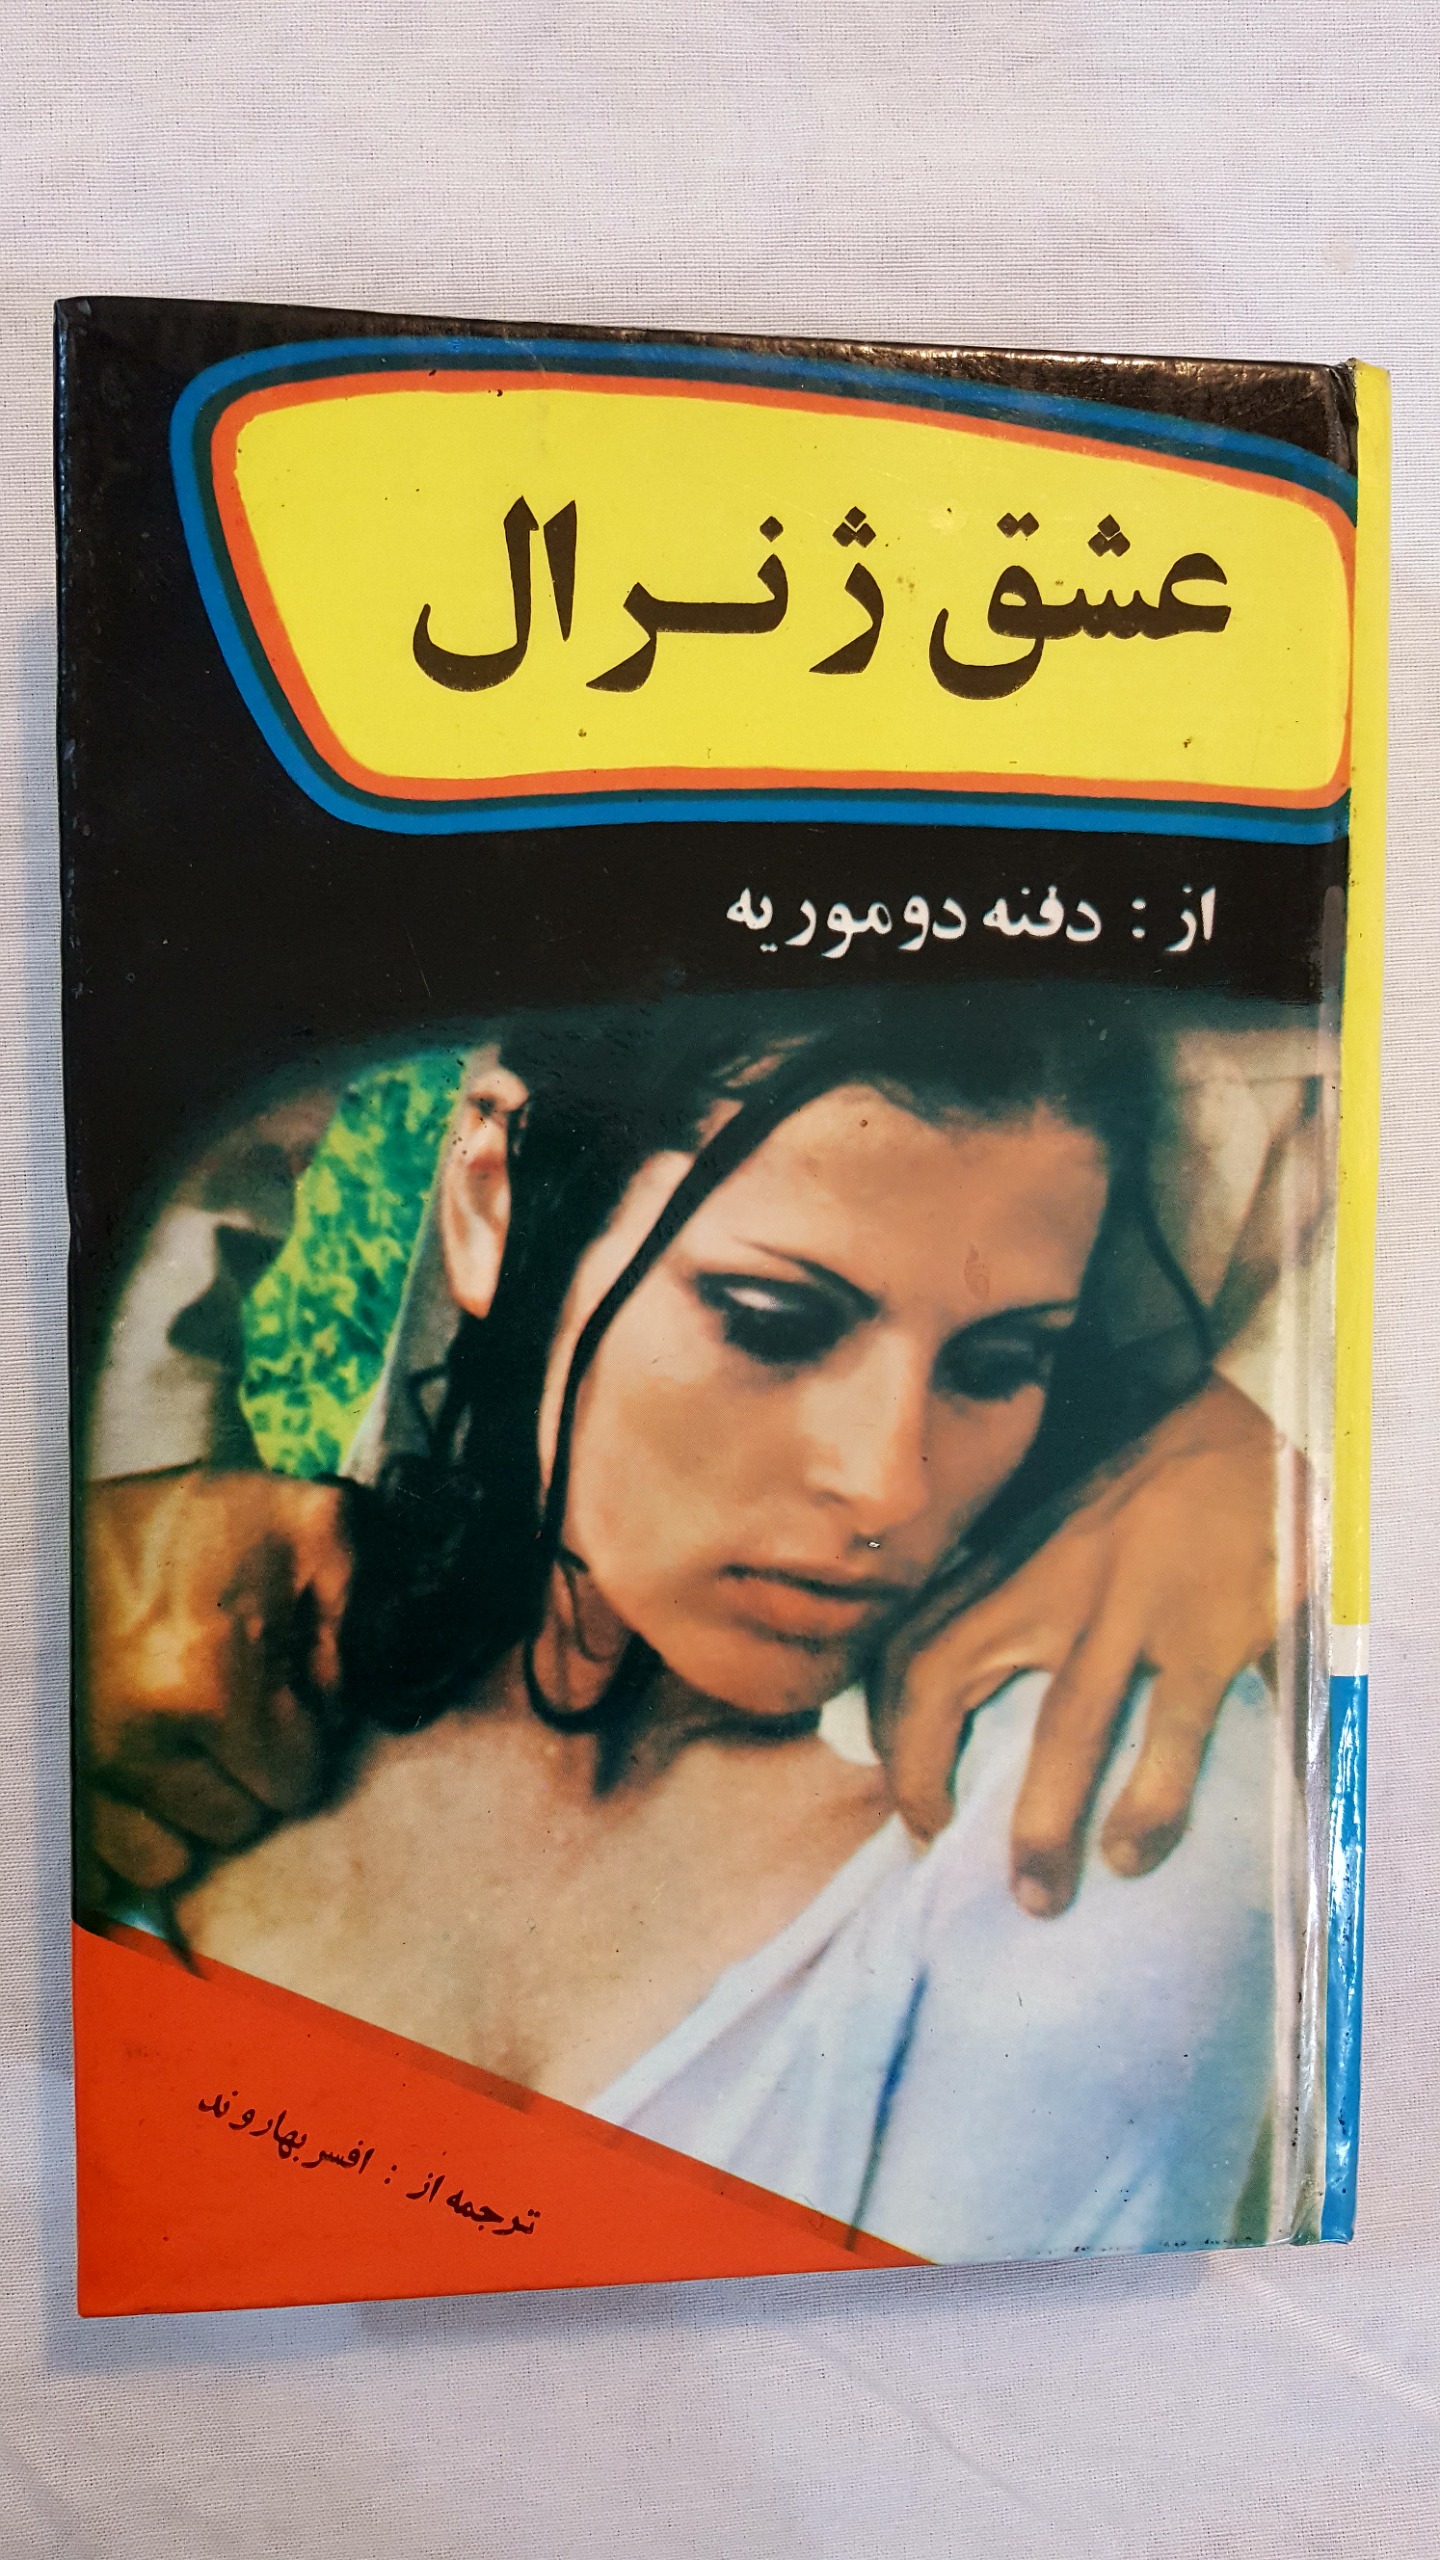 عشق ژنرال
از : دفنه دوموریه
ترجمه از : افسر بهاروند